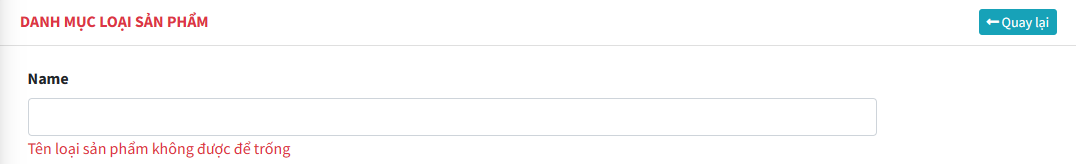 DANH MỤC LOẠI SẢN PHẨM
Quay lại
Name
Tên loại sản phẩm không được để trống